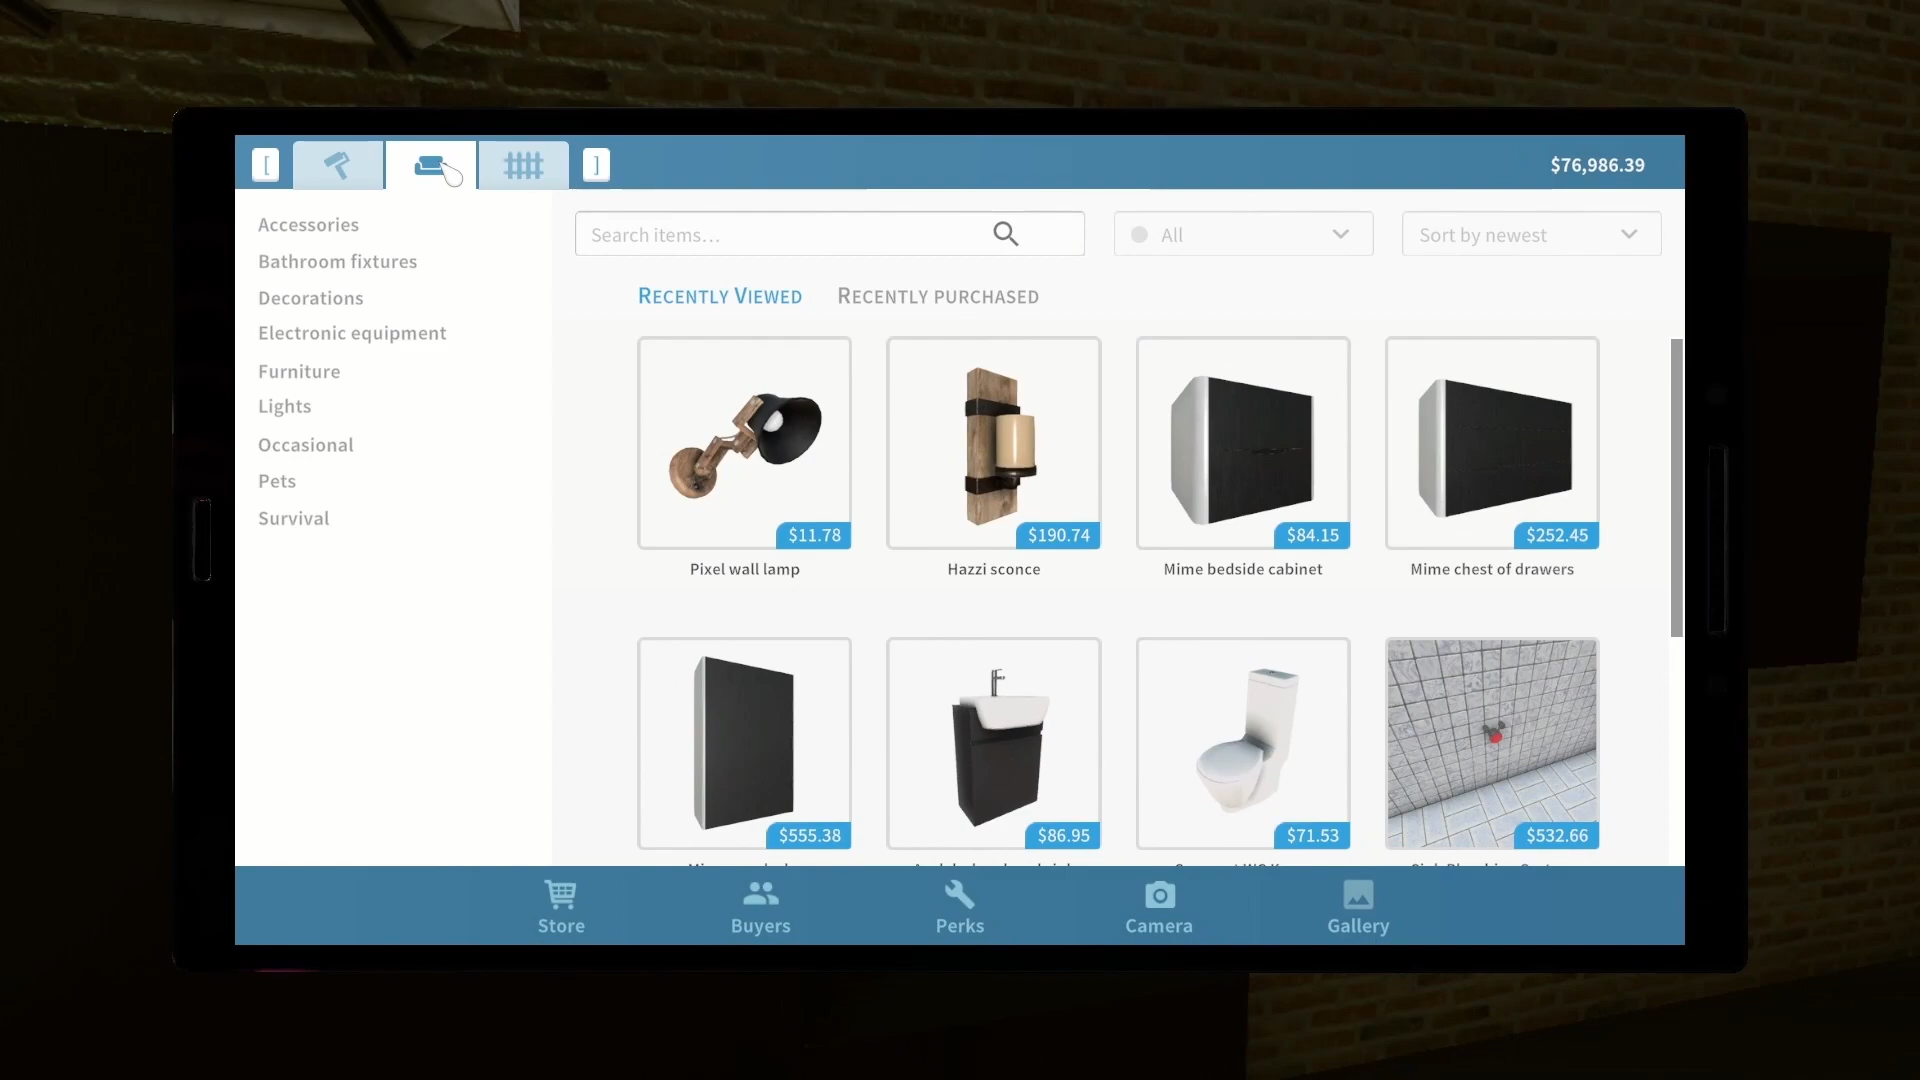 [
]
$76,986.39
Accessories
Bathroom fixtures
Decorations
Electronic equipment
Furniture
Lights
Occasional
Pets
Survival
Search items...
All
Sort by newest
RECENTLY VIEWED
RECENTLY PURCHASED
$11.78
$190.74
$84.15
$252.45
Pixel wall lamp
Hazzi sconce
Mime bedside cabinet
Mime chest of drawers
$555.38
$86.95
$71.53
$532.66
Store
Buyers
Perks
Camera
Gallery